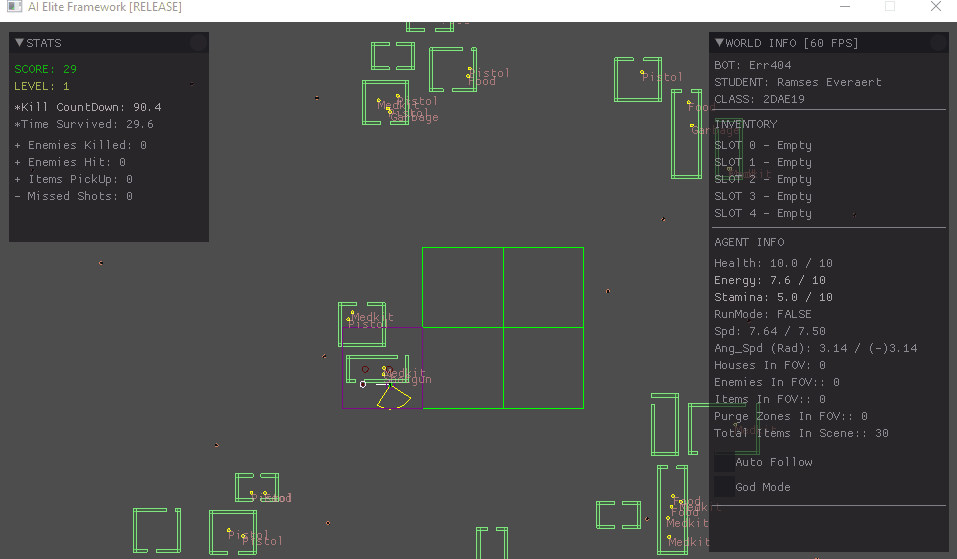 AI Elite Framework [RELEASE]
STATS
SCORE: 29
LEVEL: 1
*Kill CountDown: 90.4
*Time Survived: 29.6
+ Enemies Killed: 0
+ Enemies Hit: 0
+ Items PickUp: 0
- Missed Shots: 0
Pistol
Food
Medkit
Pistol
Pistol
Garbage
Pistol
Food
Garbage
Medkit
Pistol
Medkit
Shotgun
Pistol
Pistol
Food
Medkit
Food
Medkit
Medkit
Medkit
WORLD INFO [60 FPS]
BOT: Err404
STUDENT: Ramses Everaert
CLASS: 2DAE19
INVENTORY
SLOT 0 - Empty
SLOT 1 - Empty
SLOT 2 - Empty
SLOT 3 - Empty
SLOT 4 - Empty
AGENT INFO
Health: 10.0 / 10
Energy: 7.6 / 10
Stamina: 5.0 / 10
RunMode: FALSE
Spd: 7.64 / 7.50
Ang_Spd (Rad): 3.14 / (-)3.14
Houses In FOV:: 0
Enemies In FOV:: 0
Items In FOV:: 0
Purge Zones In FOV:: 0
Total Items In Scene:: 30
Auto Follow
God Mode